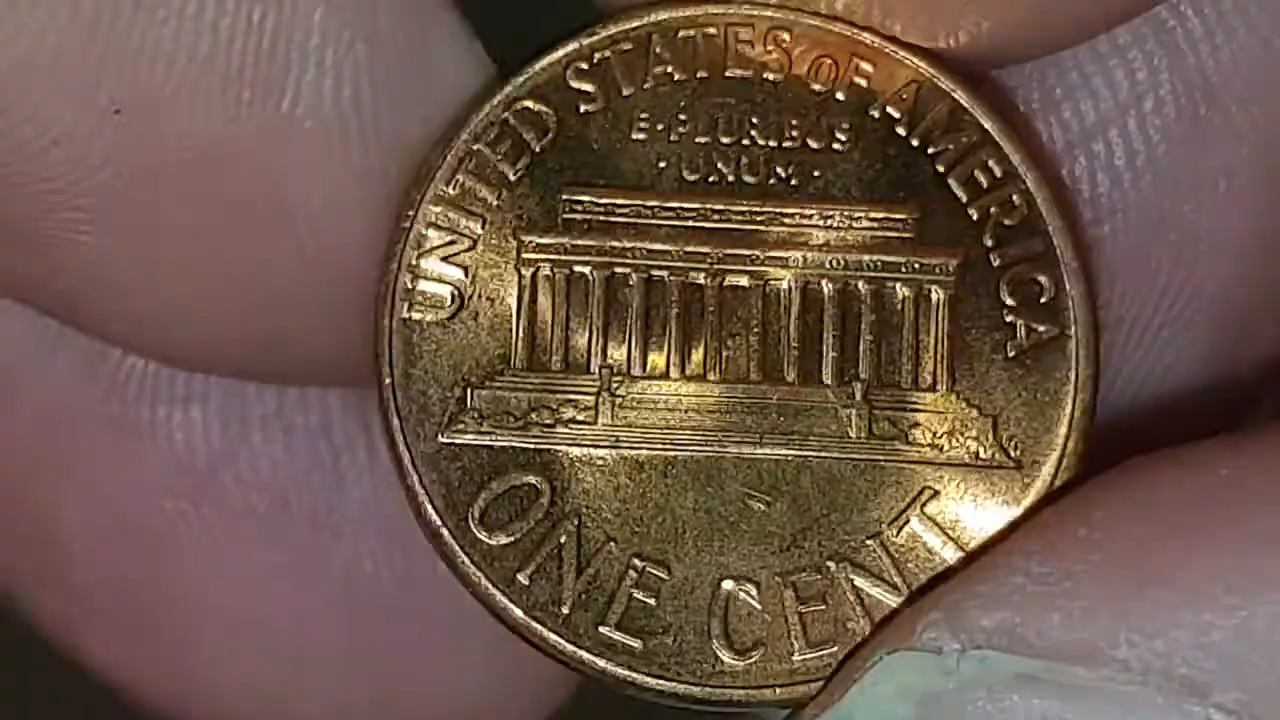 UNITED STATES OF AMERICA
E·PLURIBUS
·UNUM·
ONE CENT